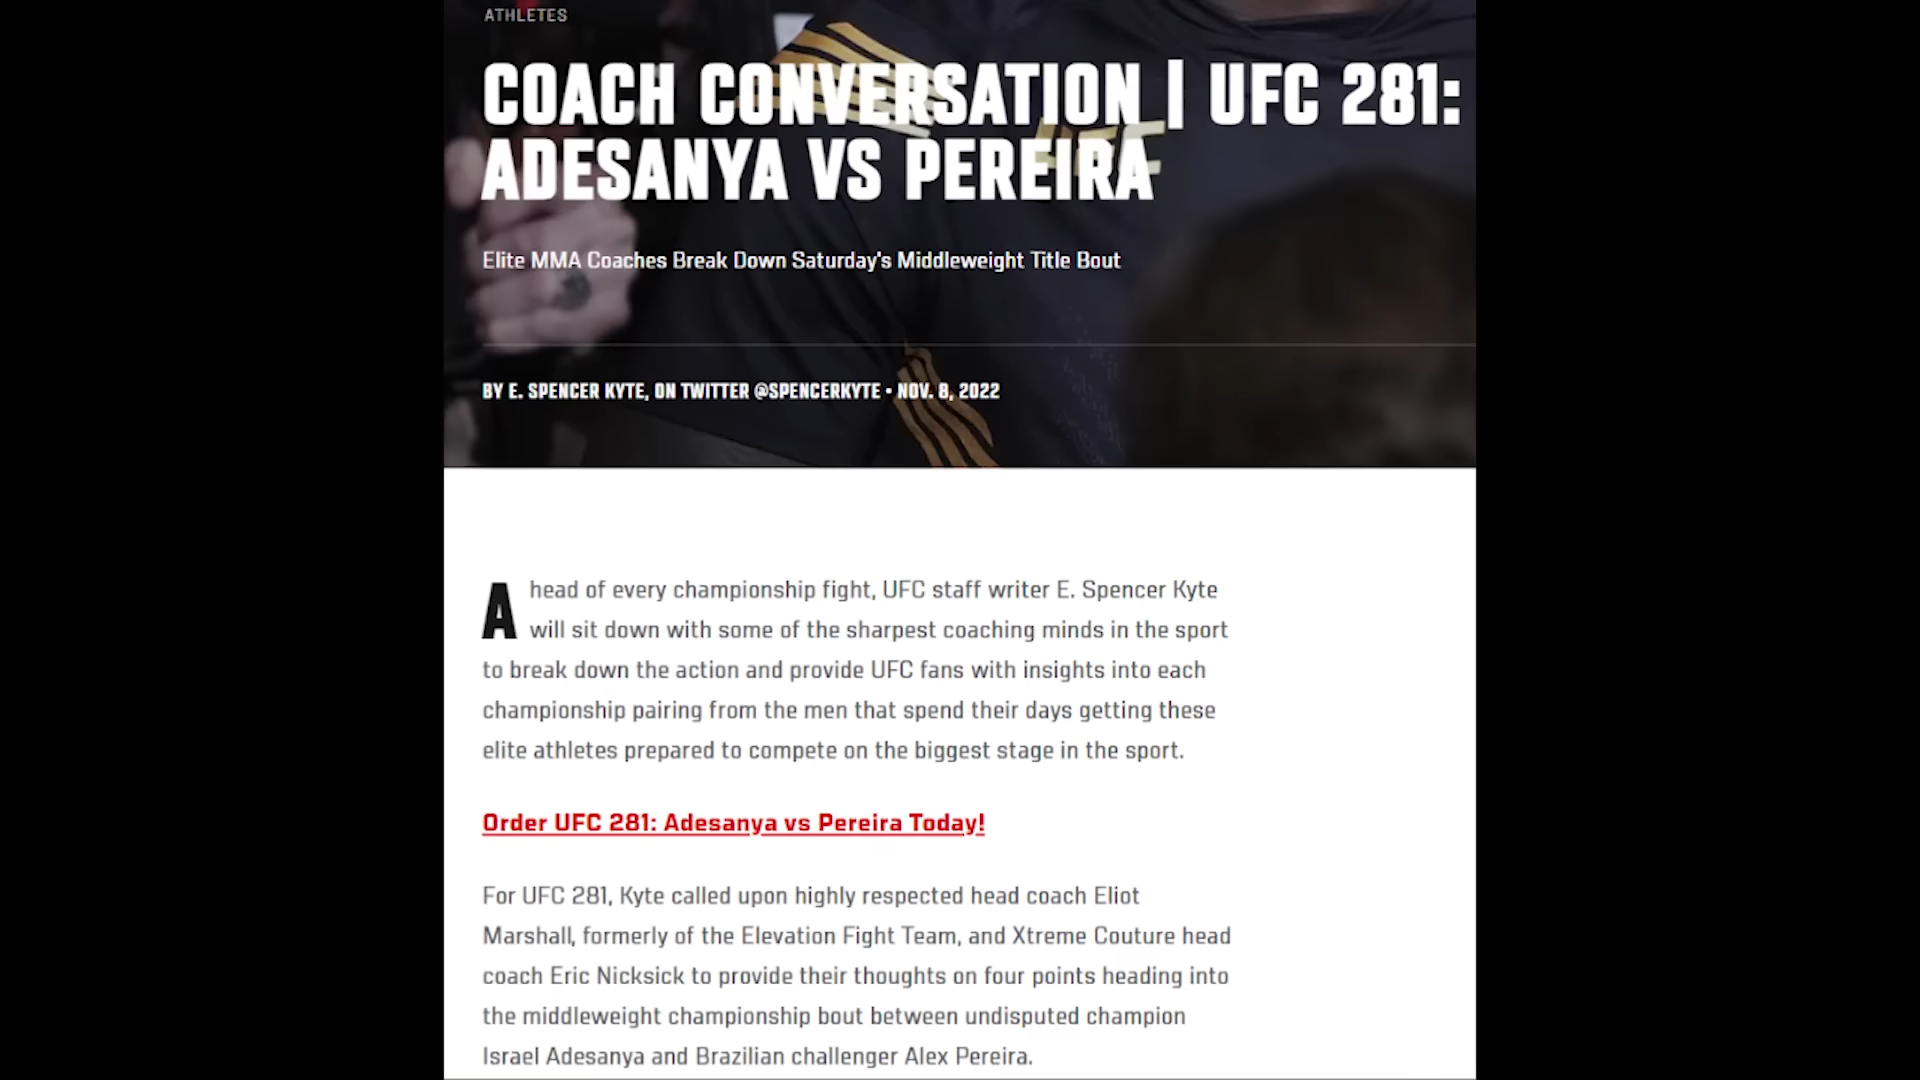 ATHLETES
COACH CONVERSATION | UFC 281:
ADESANYA VS PEREIRA
Elite MMA Coaches Break Down Saturday's Middleweight Title Bout
BY E. SPENCER KYTE, ON TWITTER @SPENCERKYTE • NOV. 8, 2022
Ahead of every championship fight, UFC staff writer E. Spencer Kyte
will sit down with some of the sharpest coaching minds in the sport
to break down the action and provide UFC fans with insights into each
championship pairing from the men that spend their days getting these
elite athletes prepared to compete on the biggest stage in the sport.
Order UFC 281: Adesanya vs Pereira Today!
For UFC 281, Kyte called upon highly respected head coach Eliot
Marshall, formerly of the Elevation Fight Team, and Xtreme Couture head
coach Eric Nicksick to provide their thoughts on four points heading into
the middleweight championship bout between undisputed champion
Israel Adesanya and Brazilian challenger Alex Pereira.